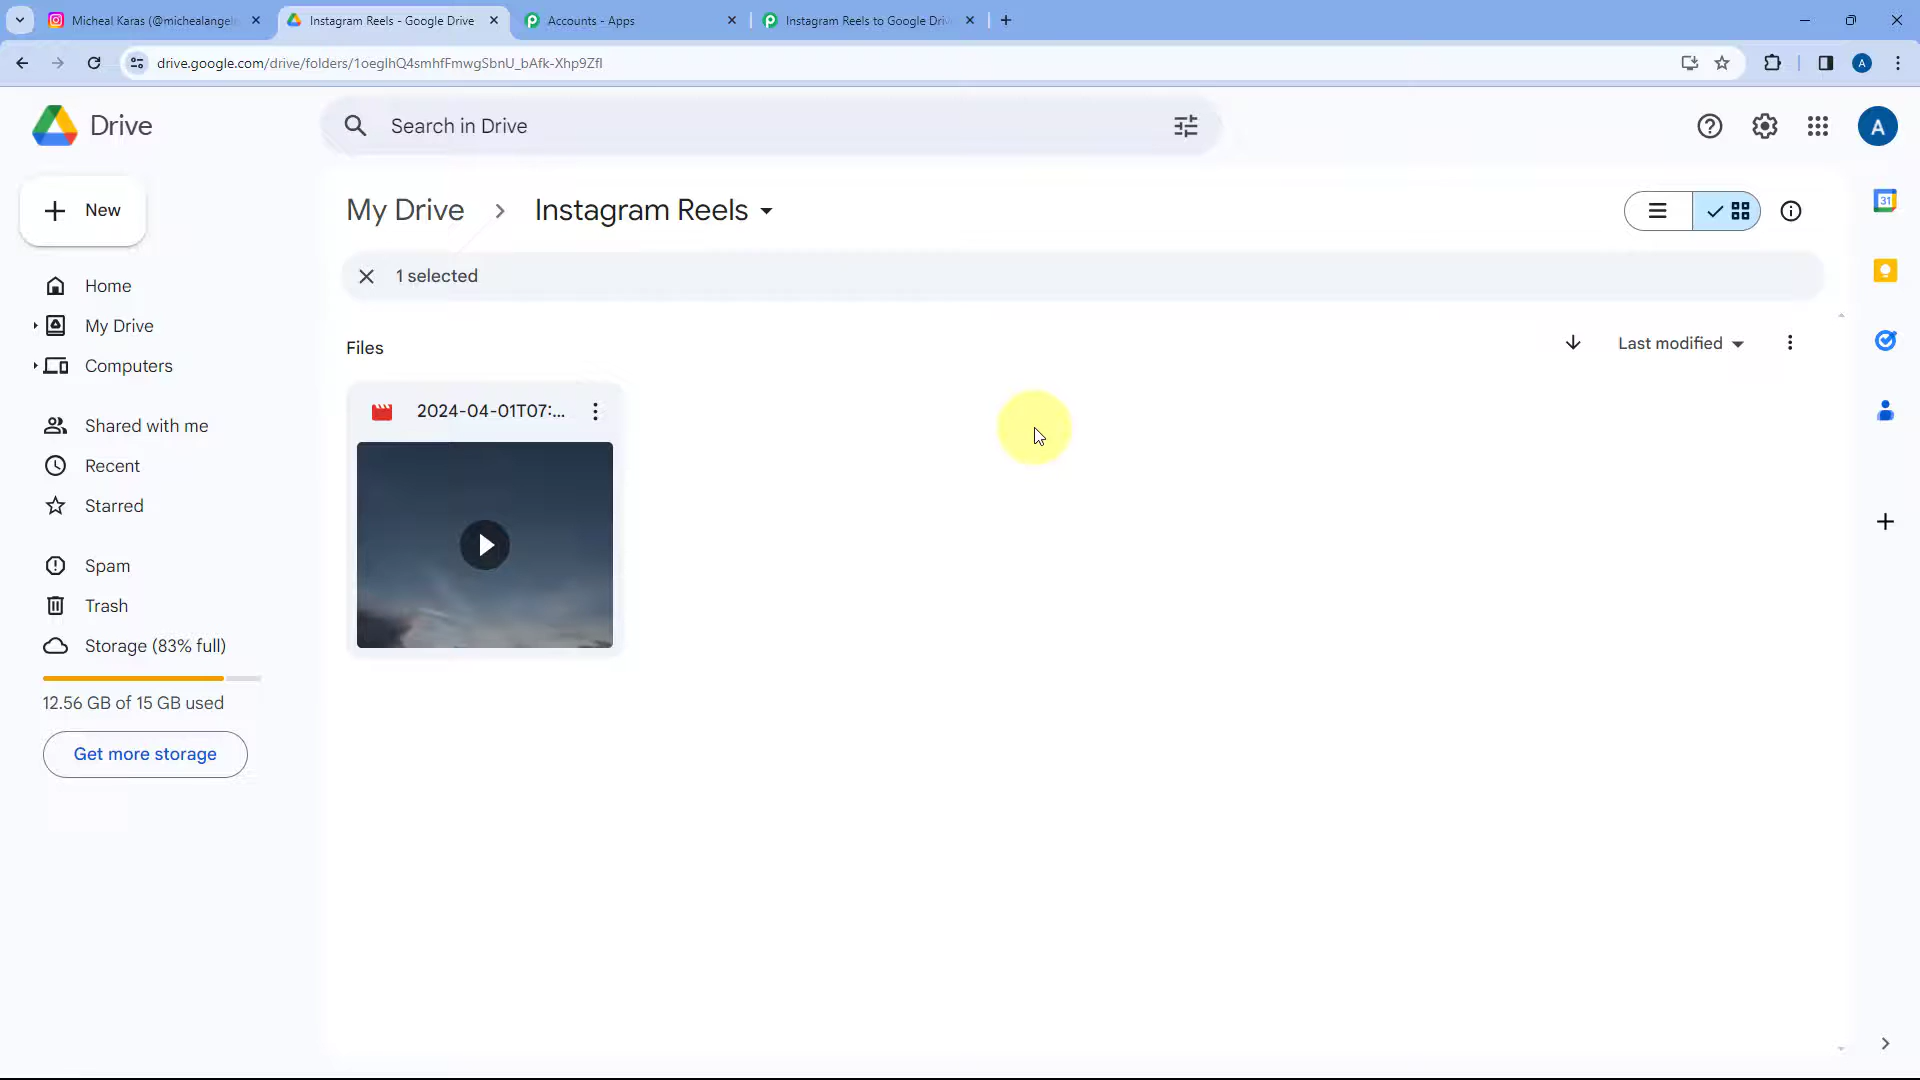 Micheal Karas (@michealangel
Instagram Reels - Google Drive
Accounts - Apps
Instagram Reels to Google Driv
drive.google.com/drive/folders/1oegIhQ4smhfFmwgSbnU_bAfk-Xhp9ZfI
A
Drive
Search in Drive
A
New
My Drive
Instagram Reels
31
1 selected
Home
My Drive
Computers
Files
Last modified
2024-04-01T07:...
Shared with me
Recent
Starred
Spam
Trash
Storage (83% full)
12.56 GB of 15 GB used
Get more storage